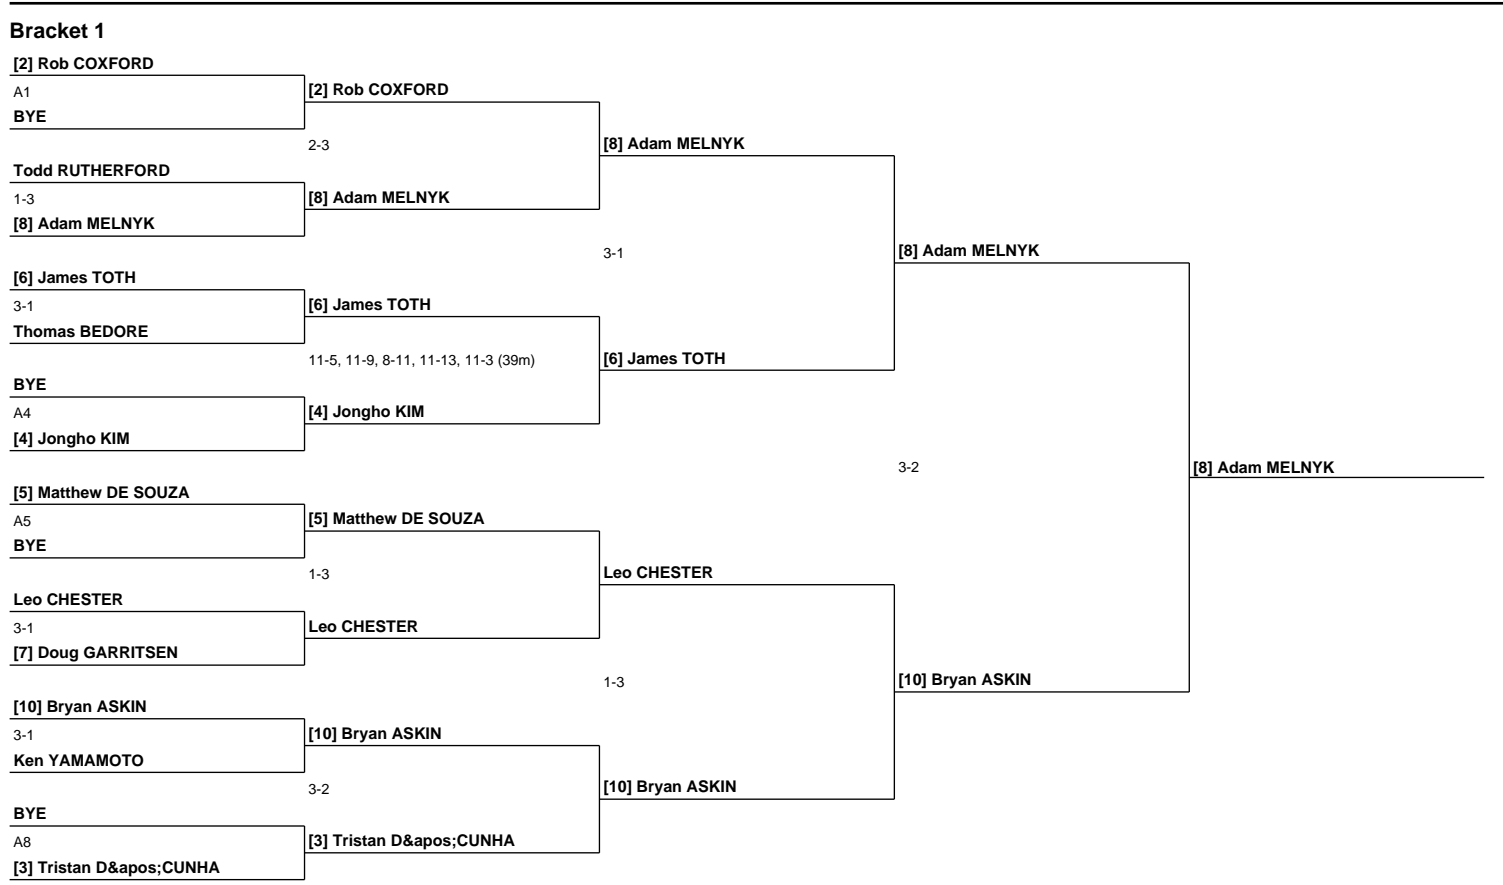 Bracket 1
[2] Rob COXFORD
A1
BYE
Todd RUTHERFORD
1-3
[8] Adam MELNYK
[6] James TOTH
3-1
Thomas BEDORE
BYE
A4
[4] Jongho KIM
[5] Matthew DE SOUZA
A5
BYE
Leo CHESTER
3-1
[7] Doug GARRITSEN
[10] Bryan ASKIN
3-1
Ken YAMAMOTO
BYE
A8
[3] Tristan D&apos;CUNHA
[2] Rob COXFORD
2-3
[8] Adam MELNYK
[6] James TOTH
11-5, 11-9, 8-11, 11-13, 11-3 (39m)
[4] Jongho KIM
[5] Matthew DE SOUZA
1-3
Leo CHESTER
[10] Bryan ASKIN
3-2
[3] Tristan D&apos;CUNHA
[8] Adam MELNYK
3-1
[6] James TOTH
Leo CHESTER
1-3
[10] Bryan ASKIN
[8] Adam MELNYK
3-2
[10] Bryan ASKIN
[8] Adam MELNYK